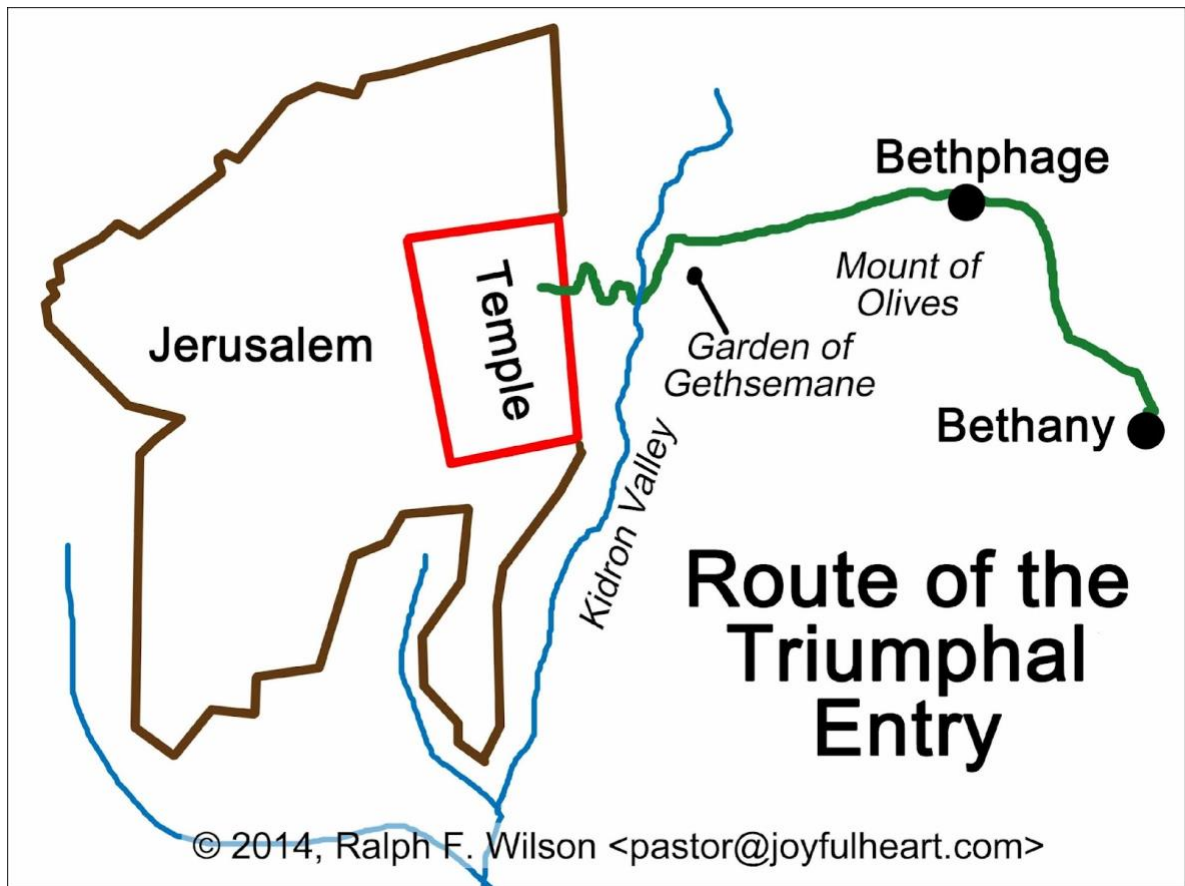 Bethphage
Mount of
Olives
Temple
Jerusalem
Garden of
Gethsemane
Bethany
Kidron Valley
Route of the
Triumphal
Entry
© 2014, Ralph F. Wilson <pastor@joyfulheart.com>